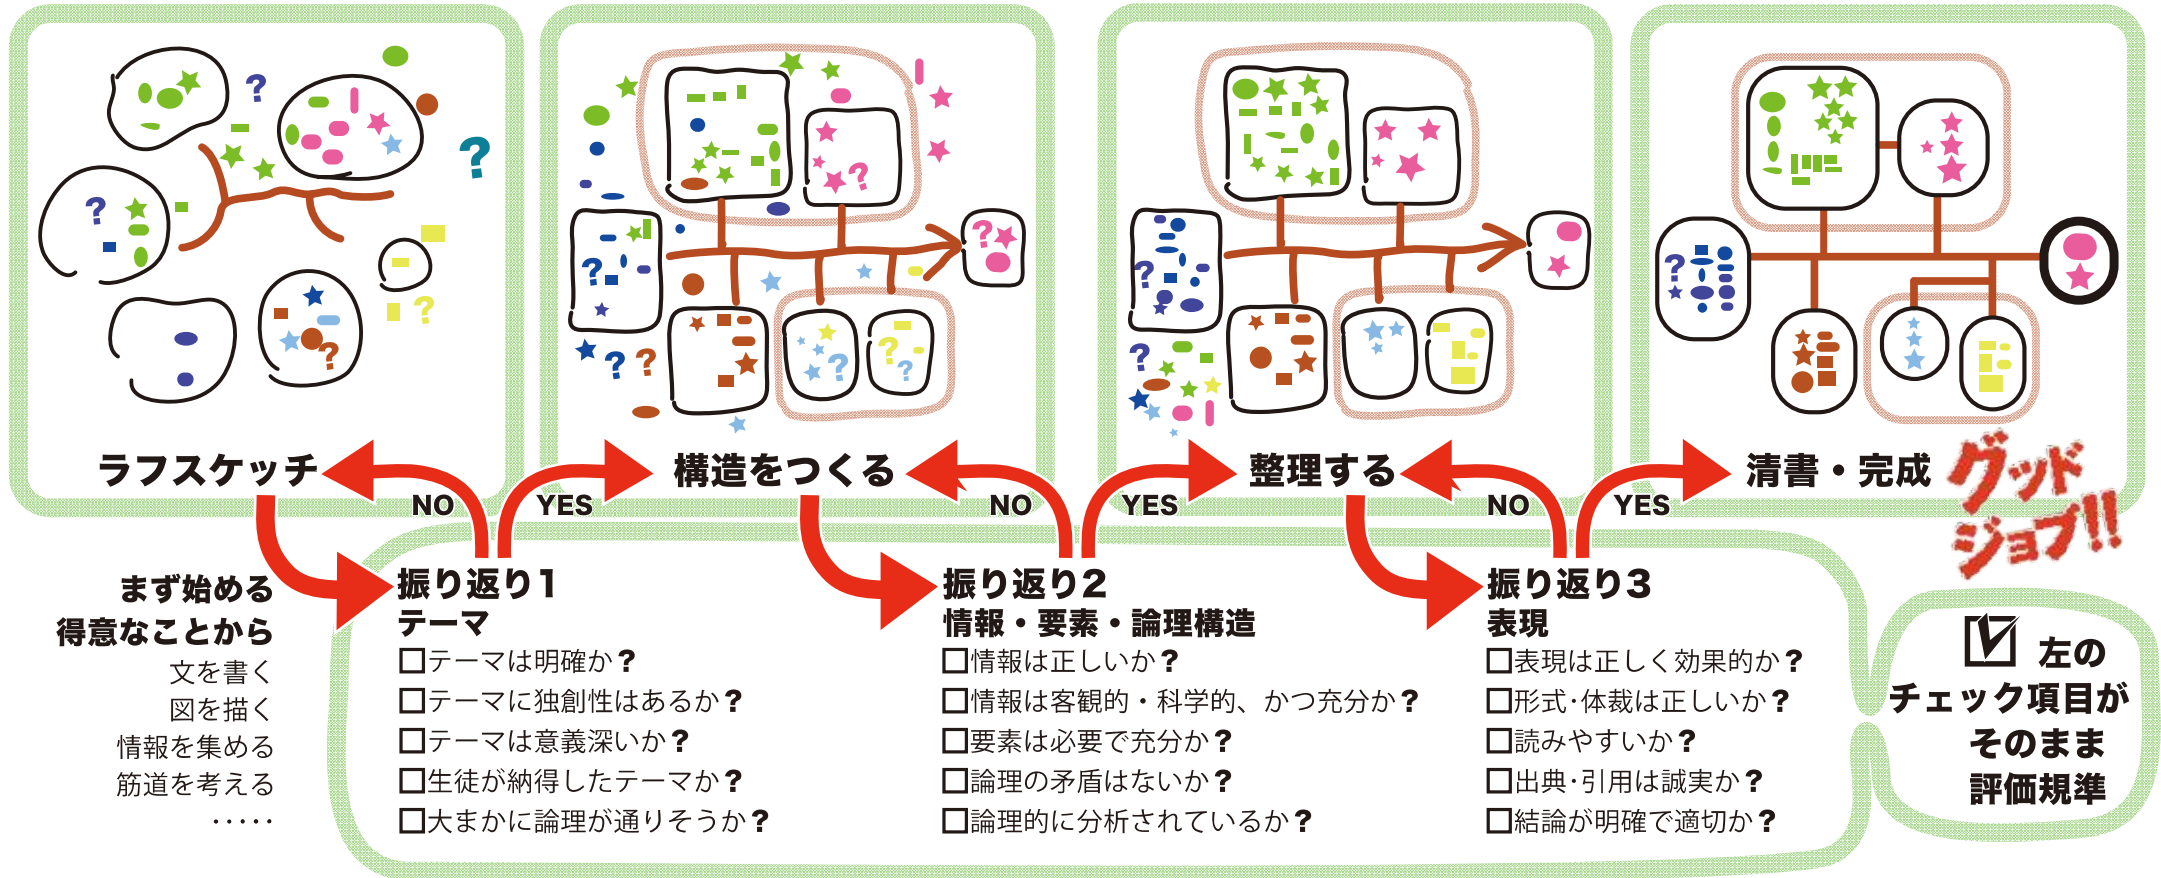 ラフスケッチ
NO
YES
構造をつくる
NO
YES
整理する
NO
YES
清書・完成
グッド
ジョブ!!
まず始める
得意なことから
文を書く
図を描く
情報を集める
筋道を考える
・・・・・
振り返り1
テーマ
□テーマは明確か?
□テーマに独創性はあるか?
□テーマは意義深いか?
□生徒が納得したテーマか?
□大まかに論理が通りそうか?
振り返り2
情報・要素・論理構造
□情報は正しいか?
□情報は客観的・科学的、かつ充分か?
□要素は必要で充分か?
□論理の矛盾はないか?
□論理的に分析されているか?
振り返り3
表現
□表現は正しく効果的か?
□形式・体裁は正しいか?
□読みやすいか?
□出典・引用は誠実か?
□結論が明確で適切か?
左の
チェック項目が
そのまま
評価規準